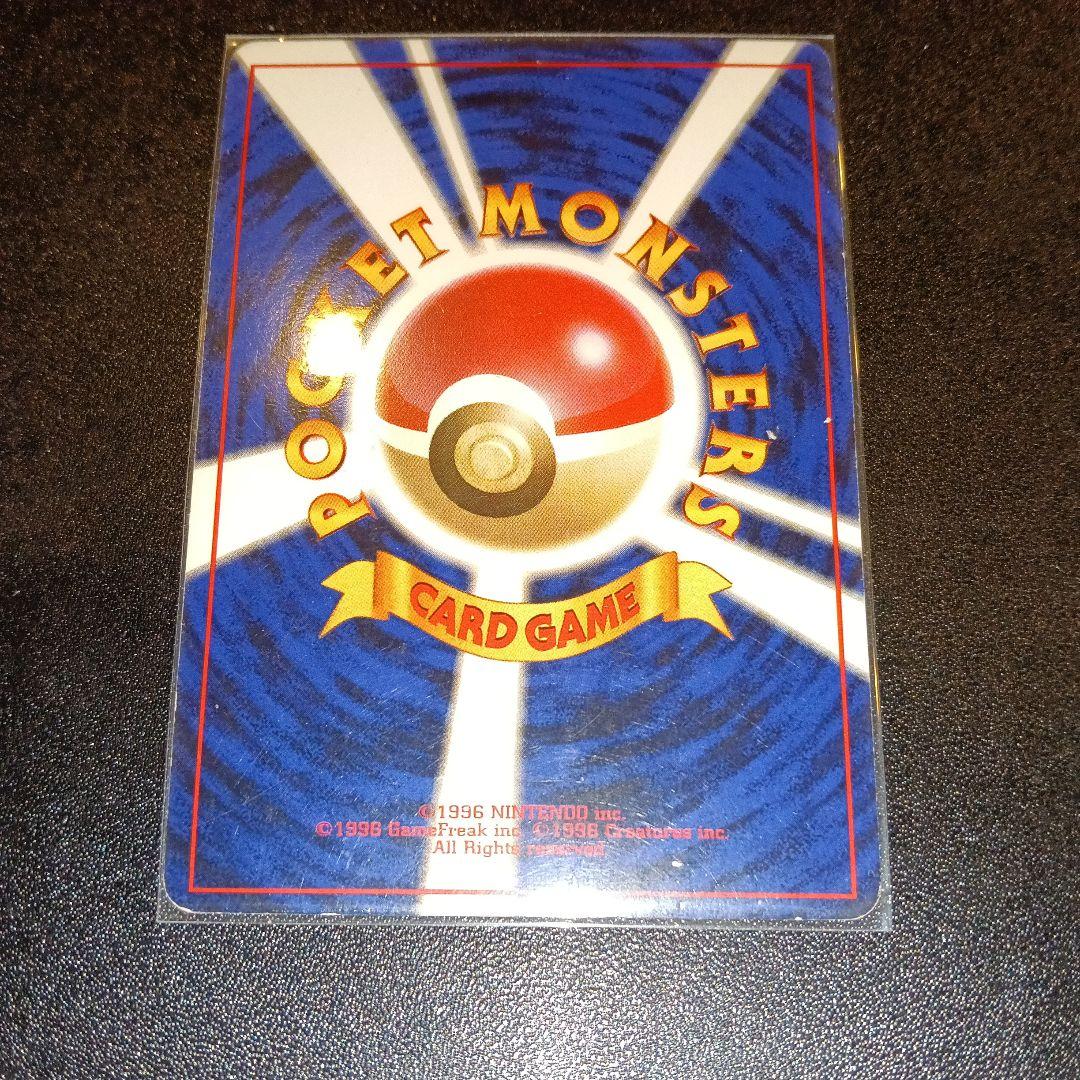 POCKET MONSTERS
CARD GAME
©1996 NINTENDO inc.
©1996 GameFreak inc. ©1996 Creatures inc.
All Rights reserved